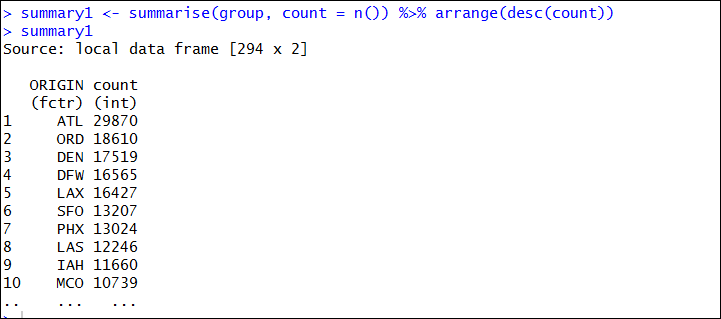 > summary1 <- summarise(group, count = n()) %>% arrange(desc(count))
> summary1
Source: local data frame [294 x 2]

   ORIGIN count
   (fctr) (int)
1     ATL 29870
2     ORD 18610
3     DEN 17519
4     DFW 16565
5     LAX 16427
6     SFO 13207
7     PHX 13024
8     LAS 12246
9     IAH 11660
10    MCO 10739
..    ...   ...
>